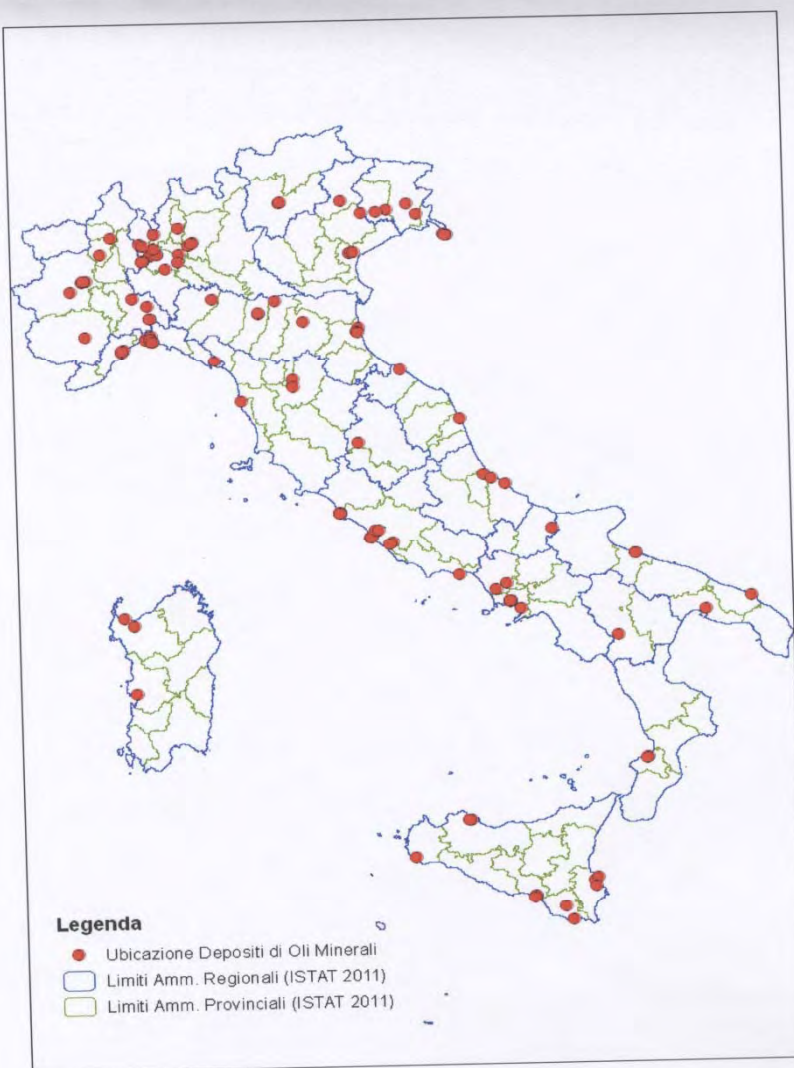 Legenda
Ubicazione Depositi di Oli Minerali
Limiti Amm. Regionali (ISTAT 2011)
Limiti Amm. Provinciali (ISTAT 2011)